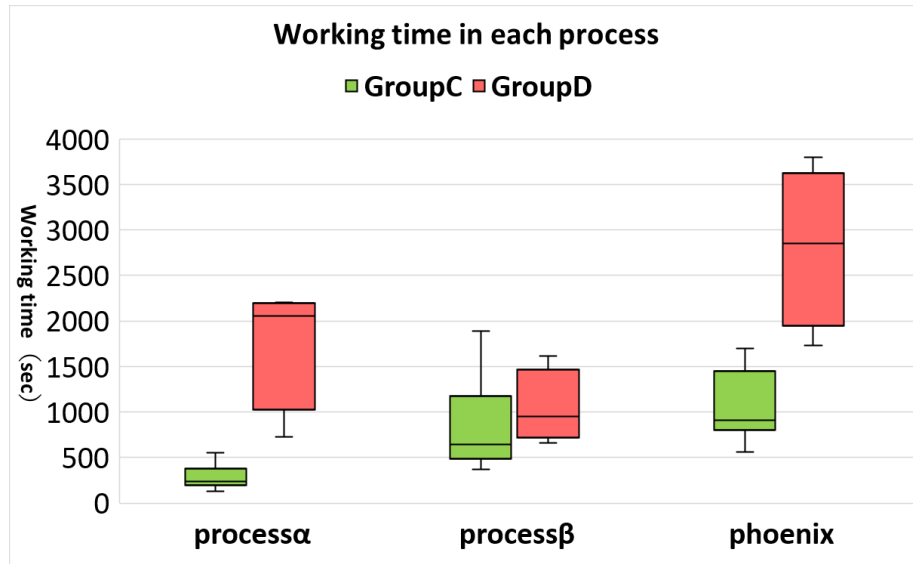 Working time in each process
GroupC GroupD
4000
3500
3000
2500
2000
1500
1000
500
0
Working time（sec）
processα processβ phoenix